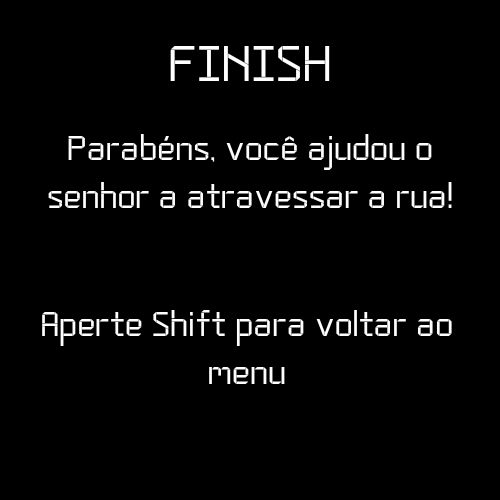 FINISH
Parabéns, você ajudou o
senhor a atravessar a rua!
Aperte Shift para voltar ao
menu